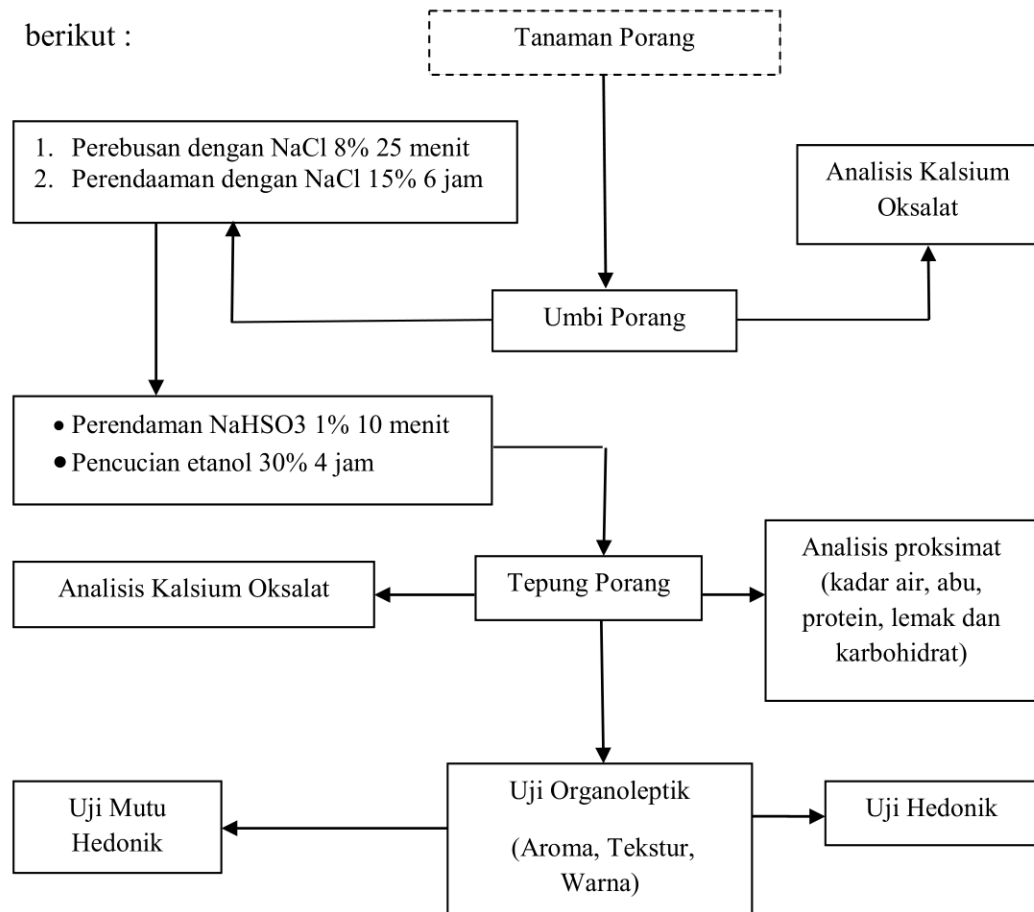 berikut :
Tanaman Porang
1. Perebusan dengan NaCl 8% 25 menit
2. Perendaaman dengan NaCl 15% 6 jam
Analisis Kalsium
Oksalat
Umbi Porang
• Perendaman NaHSO3 1% 10 menit
• Pencucian etanol 30% 4 jam
Analisis Kalsium Oksalat
Tepung Porang
Analisis proksimat
(kadar air, abu,
protein, lemak dan
karbohidrat)
Uji Mutu
Hedonik
Uji Organoleptik
(Aroma, Tekstur,
Warna)
Uji Hedonik